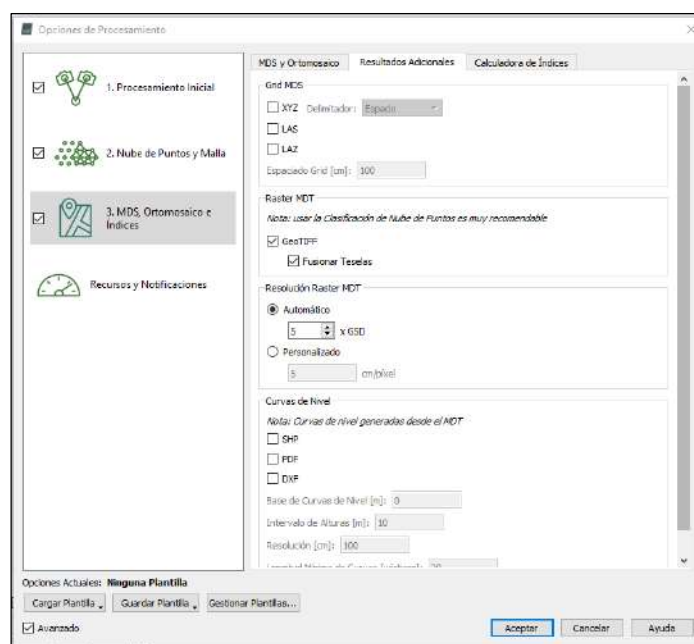 Opciones de Procesamiento
1. Procesamiento Inicial
2. Nube de Puntos y Malla
3. MDS, Ortomosaico e
Índices
Recursos y Notificaciones
MDS y Ortomosaico
Resultados Adicionales
Calculadora de Índices
Grid MDS
XYZ Delimitador: Espacio
LAS
LAZ
Espaciado Grid [cm]: 100
Raster MDT
Nota: usar la Clasificación de Nube de Puntos es muy recomendable
GeoTIFF
Fusionar Teselas
Resolución Raster MDT
Automático
5 x GSD
Personalizado
5 cm/píxel
Curvas de Nivel
Nota: Curvas de nivel generadas desde el MDT
SHP
PDF
DXF
Base de Curvas de Nivel [m]: 0
Intervalo de Alturas [m]: 10
Resolución [cm]: 100
Opciones Actuales: Ninguna Plantilla
Cargar Plantilla
Guardar Plantilla
Gestionar Plantillas...
Avanzado
Aceptar
Cancelar
Ayuda